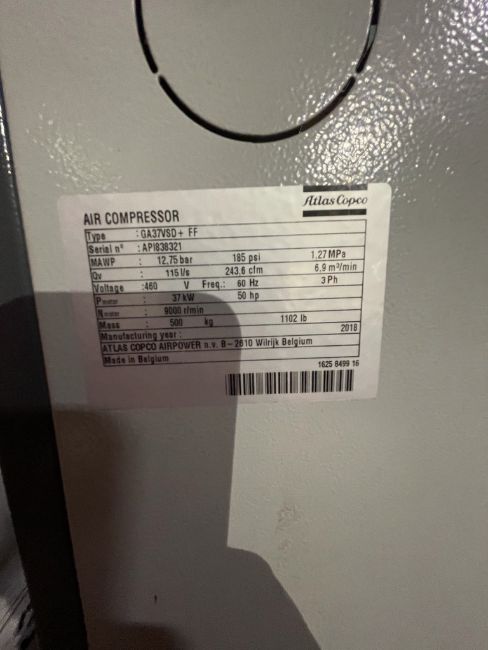 Atlas Copco
AIR COMPRESSOR
Type : GA37VSD+ FF
Serial n° : API838321
MAWP : 12,75 bar 185 psi 1,27 MPa
Qv : 115 l/s 243,6 cfm 6,9 m³/min
Voltage : 460 V Freq.: 60 Hz 3 Ph
P motor : 37 kW 50 hp
N motor : 9000 r/min
Mass : 500 kg 1102 lb
Manufacturing year : 2018
ATLAS COPCO AIRPOWER n.v. B-2610 Wilrijk Belgium
Made in Belgium
1625 8499 16